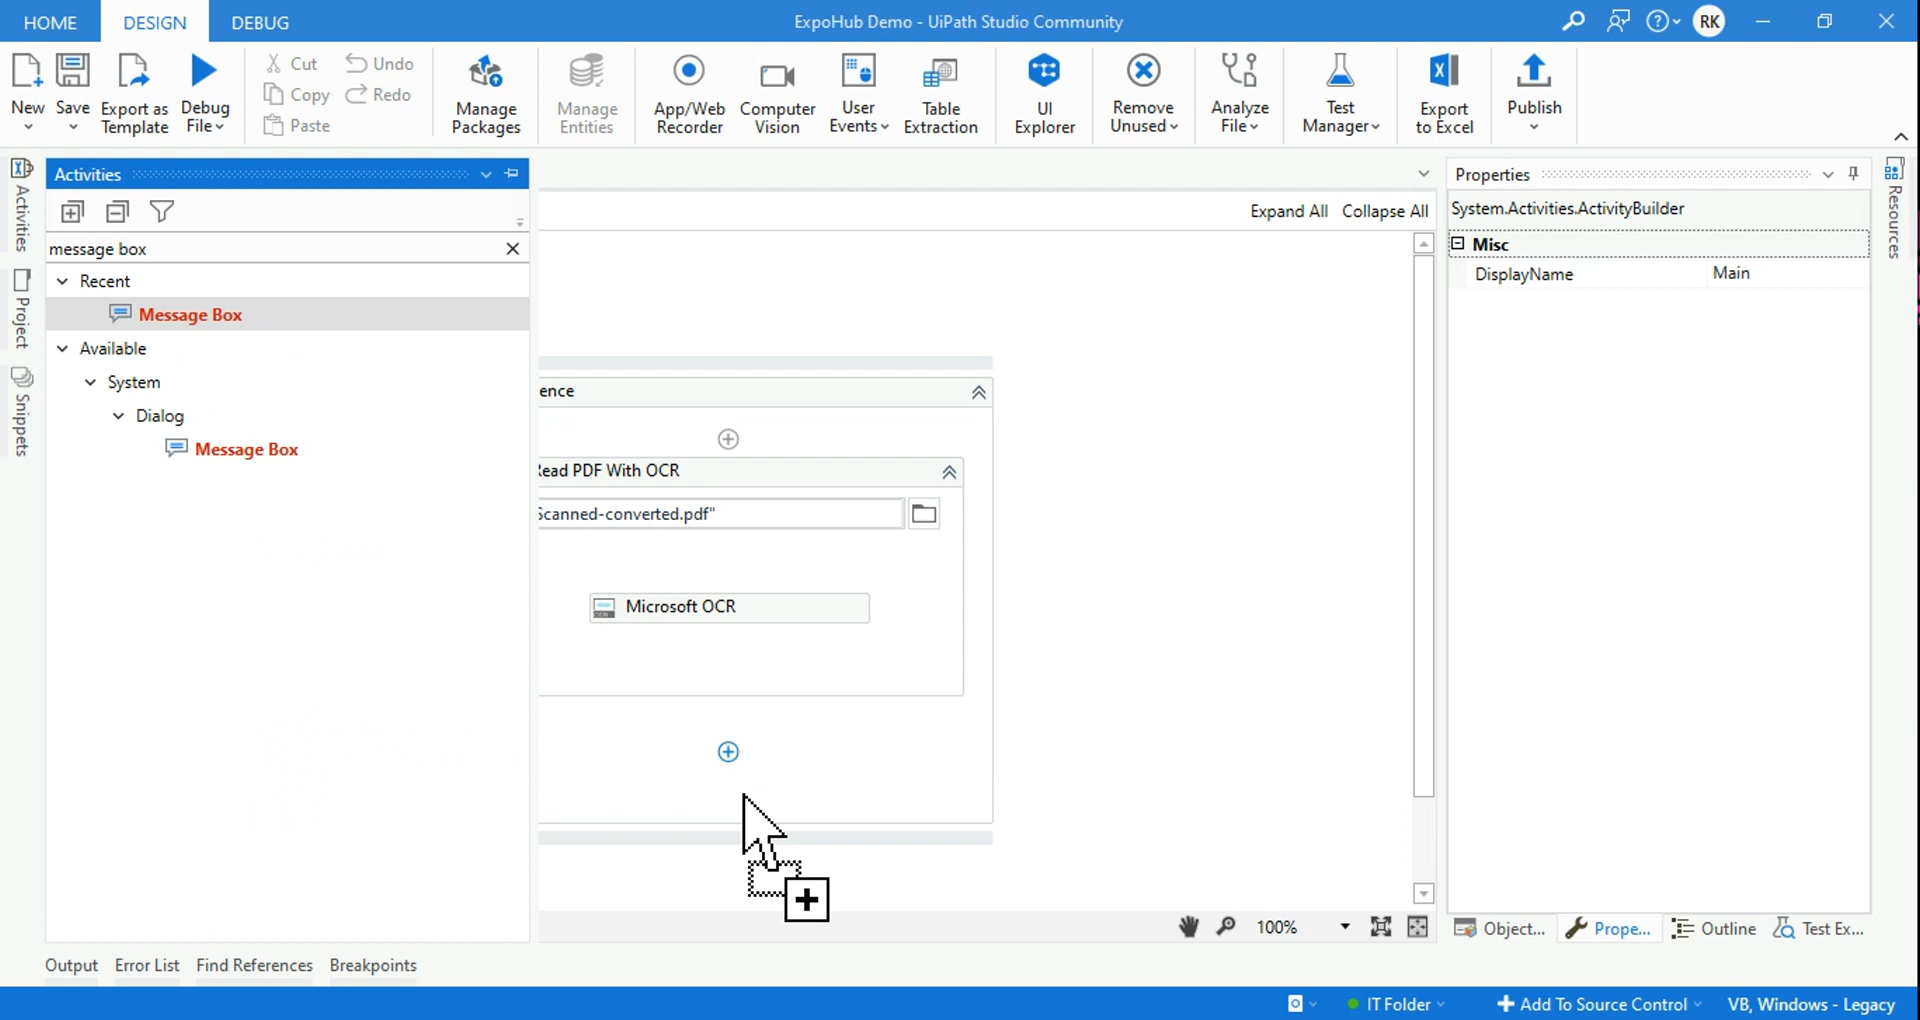 HOME DESIGN DEBUG ExpoHub Demo - UiPath Studio Community RK
New Save Export as Template Debug File Cut Copy Paste Undo Redo Manage Packages Manage Entities App/Web Recorder Computer Vision User Events Table Extraction UI Explorer Remove Unused Analyze File Test Manager Export to Excel Publish
Activities
Project
Snippets
Activities
message box
Recent
Message Box
Available
System
Dialog
Message Box
Expand All Collapse All
ence
Read PDF With OCR
Scanned-converted.pdf"
Microsoft OCR
100%
Properties
System.Activities.ActivityBuilder
Misc
DisplayName Main
Resources
Object... Prope... Outline Test Ex...
Output Error List Find References Breakpoints
IT Folder Add To Source Control VB, Windows - Legacy